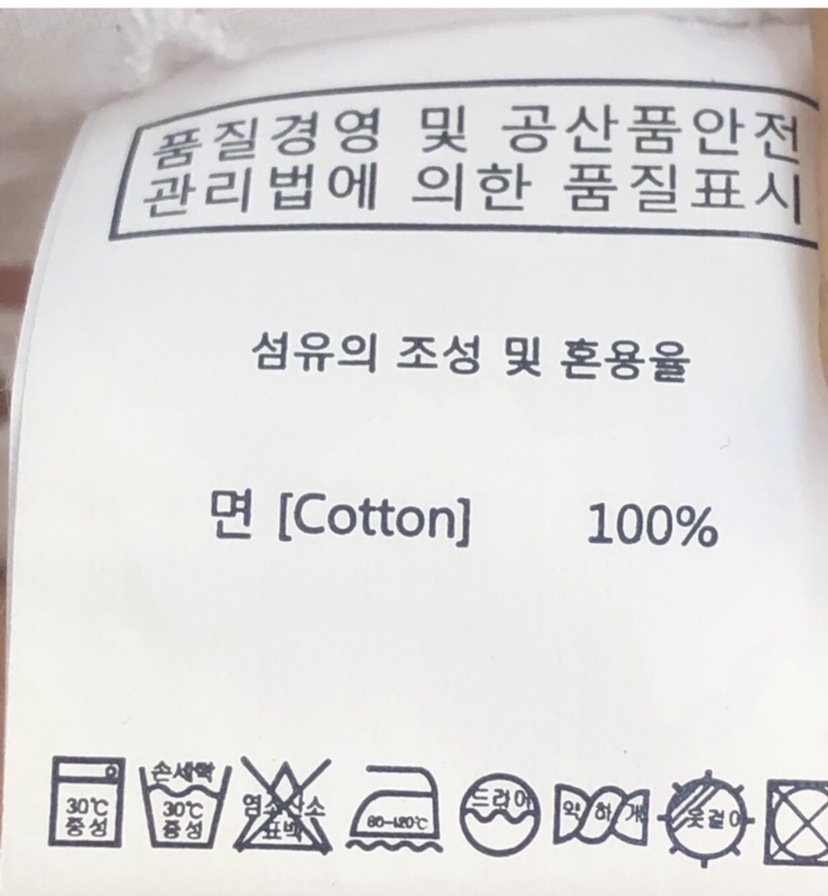 품질경영 및 공산품안전
관리법에 의한 품질표시
섬유의 조성 및 혼용율
면 [Cotton] 100%
30℃
중성
손세탁
30℃
중성
염소산소
표백
80~120℃
드라이
약하게
옷걸이